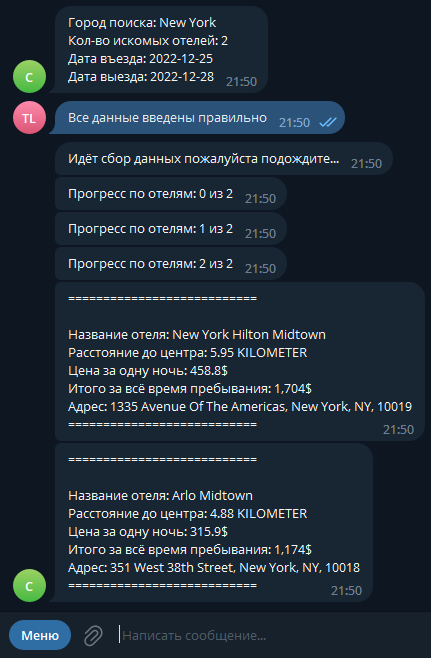 Город поиска: New York
Кол-во искомых отелей: 2
Дата въезда: 2022-12-25
Дата выезда: 2022-12-28
21:50
C
TL
Все данные введены правильно
21:50
Идёт сбор данных пожалуйста подождите...
21:50
Прогресс по отелям: 0 из 2
21:50
Прогресс по отелям: 1 из 2
21:50
Прогресс по отелям: 2 из 2
21:50
===========================
Название отеля: New York Hilton Midtown
Расстояние до центра: 5.95 KILOMETER
Цена за одну ночь: 458.8$
Итого за всё время пребывания: 1,704$
Адрес: 1335 Avenue Of The Americas, New York, NY, 10019
===========================
21:50
===========================
Название отеля: Arlo Midtown
Расстояние до центра: 4.88 KILOMETER
Цена за одну ночь: 315.9$
Итого за всё время пребывания: 1,174$
Адрес: 351 West 38th Street, New York, NY, 10018
===========================
21:50
C
Меню
Написать сообщение...